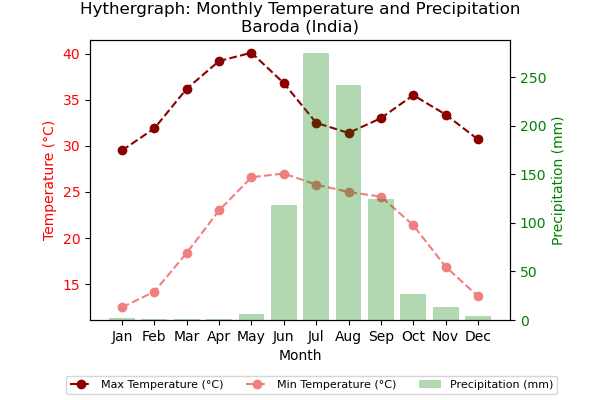 Hythergraph: Monthly Temperature and Precipitation
Baroda (India)
40
35
30
25
20
15
Temperature (°C)
250
200
150
100
50
0
Precipitation (mm)
Jan Feb Mar Apr May Jun Jul Aug Sep Oct Nov Dec
Month
Max Temperature (°C) Min Temperature (°C) Precipitation (mm)